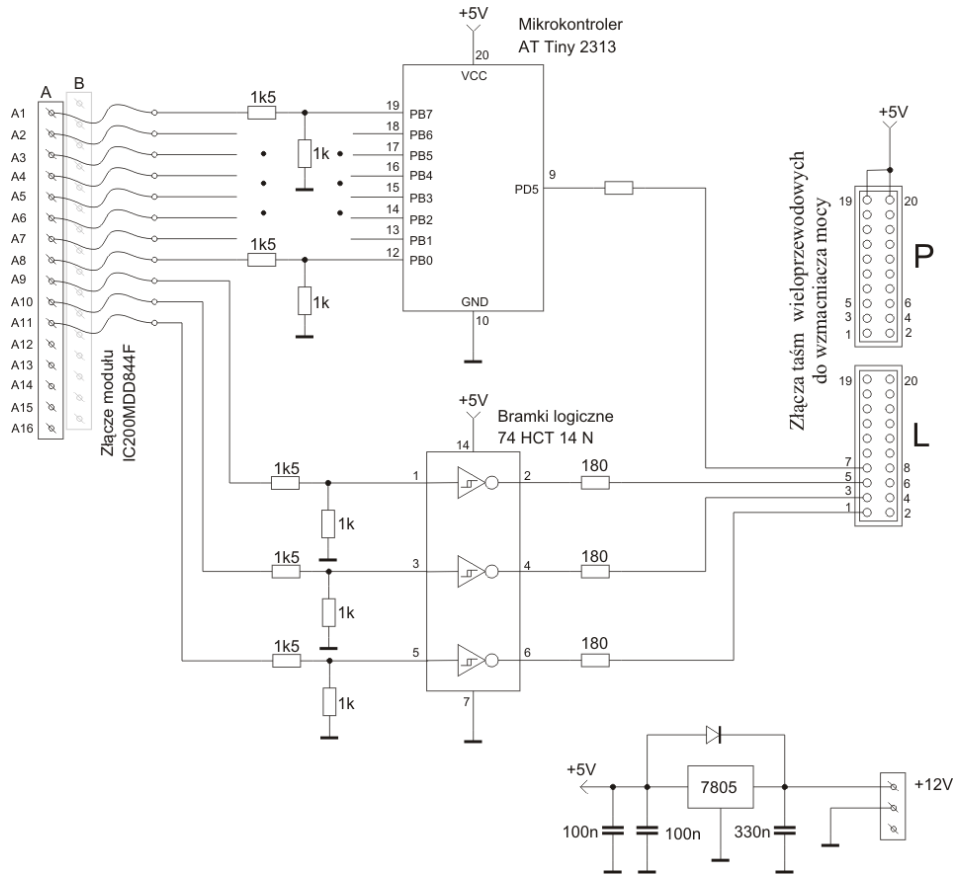 +5V
Mikrokontroler
AT Tiny 2313
20
VCC
A
B
A1
A2
A3
A4
A5
A6
A7
A8
A9
A10
A11
A12
A13
A14
A15
A16
Złącze modułu
IC200MDD844F
1k5
1k
1k5
1k
19
PB7
18
PB6
17
PB5
16
PB4
15
PB3
14
PB2
13
PB1
12
PB0
9
PD5
GND
10
+5V
Złącza taśm wieloprzewodowych
do wzmacniacza mocy
19
20
5
6
3
4
1
2
P
19
20
7
8
5
6
3
4
1
2
L
+5V
Bramki logiczne
74 HCT 14 N
14
1k5
1
2
180
1k
1k5
3
4
180
1k
1k5
5
6
180
1k
7
+5V
7805
+12V
100n
100n
330n